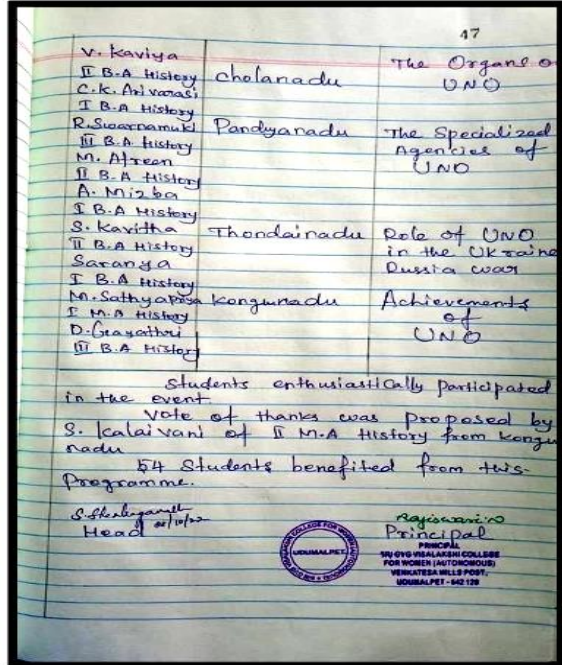 47
V. Kaviya
II B.A History
C.K. Arivarasi
I B.A History
cholanadu
The Organs o
UNO
R. Swarnamuki
III B.A History
M. Afreen
II B.A History
A. Mizba
I B.A History
Pandyanadu
The Specialized
Agencies of
UNO
S. Kavitha
II B.A History
Saranya
I B.A History
Thondainadu
Role of UNO
in the Ukraine
Russia war
M. Sathyapriya
I M.A History
D. Gayathri
III B.A History
kongunadu
Achievements
of
UNO
Students enthusiastically participated
in the event
Vote of thanks was proposed by
S. Kalaivani of II M.A History from kongu
nadu
54 Students benefited from this
Programme.
Head
Principal
UDUMALPET
PRINCIPAL
SRI GVG VISALAKSHI COLLEGE
FOR WOMEN (AUTONOMOUS)
VENKATESA MILLS POST,
UDUMALPET - 642 128